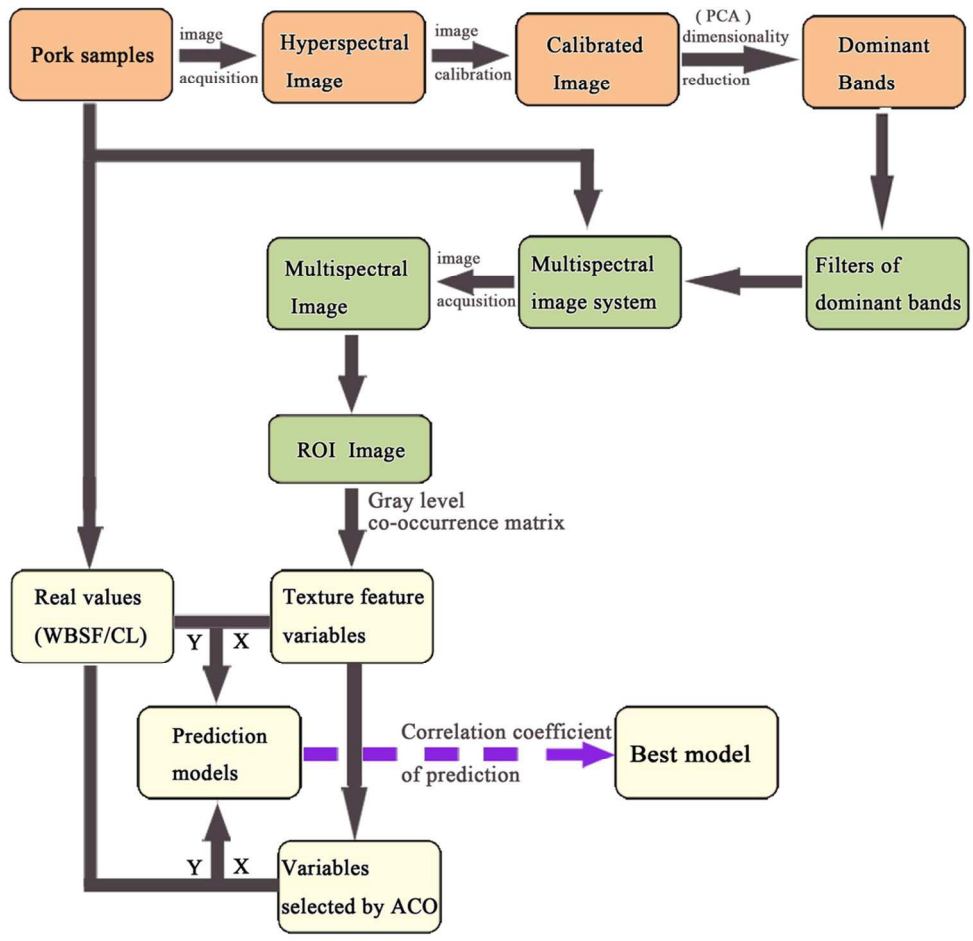 Pork samples
image
acquisition
Hyperspectral
Image
image
calibration
Calibrated
Image
( PCA )
dimensionality
reduction
Dominant
Bands
Multispectral
Image
image
acquisition
Multispectral
image system
Filters of
dominant bands
ROI Image
Gray level
co-occurrence matrix
Real values
(WBSF/CL)
Y X
Texture feature
variables
Prediction
models
Correlation coefficient
of prediction
Best model
Y X
Variables
selected by ACO